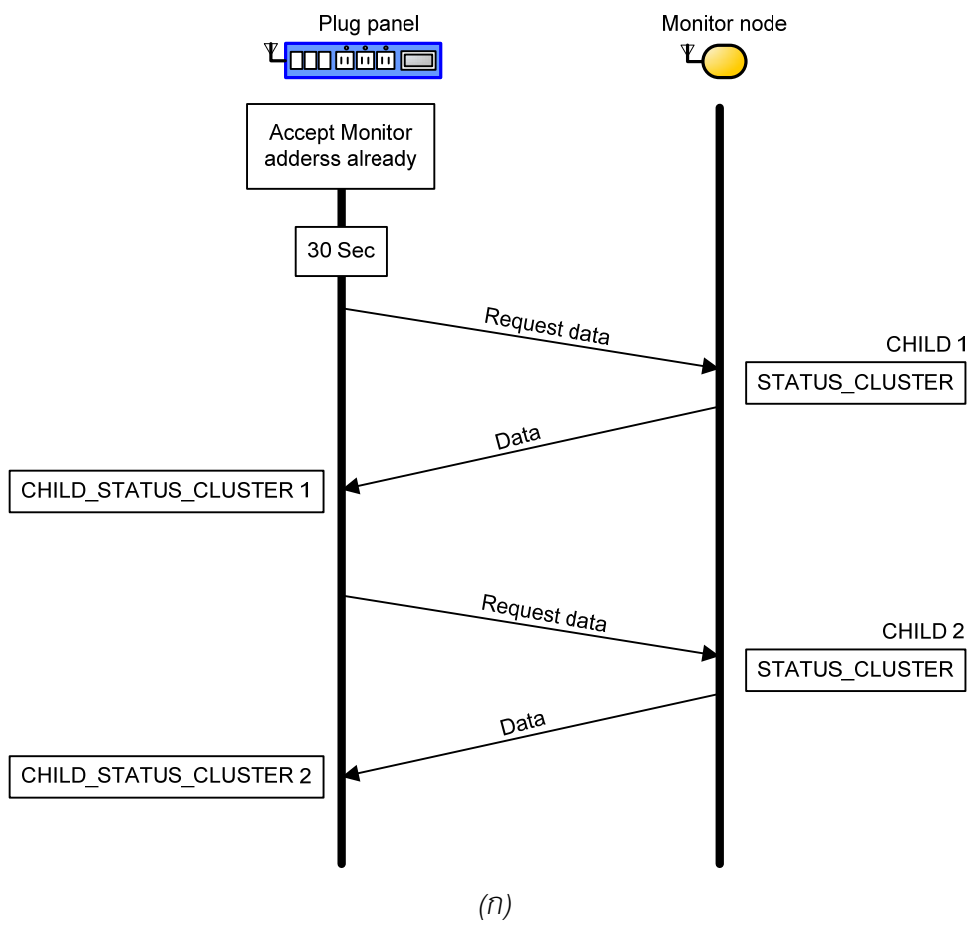 Plug panel
Monitor node
Accept Monitor
adderss already
30 Sec
Request data
CHILD 1
STATUS_CLUSTER
Data
CHILD_STATUS_CLUSTER 1
Request data
CHILD 2
STATUS_CLUSTER
Data
CHILD_STATUS_CLUSTER 2
(ก)